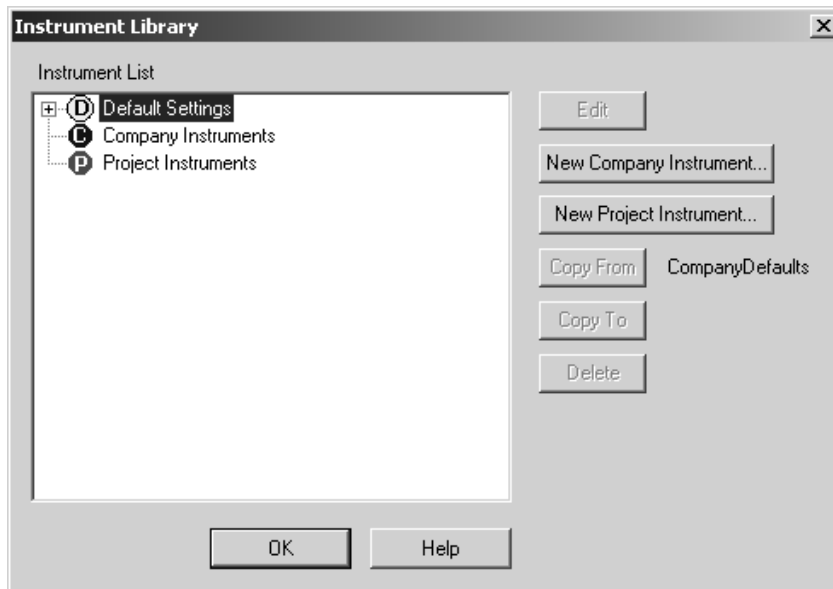 Instrument Library
Instrument List
D Default Settings
C Company Instruments
P Project Instruments
Edit
New Company Instrument...
New Project Instrument...
Copy From CompanyDefaults
Copy To
Delete
OK Help